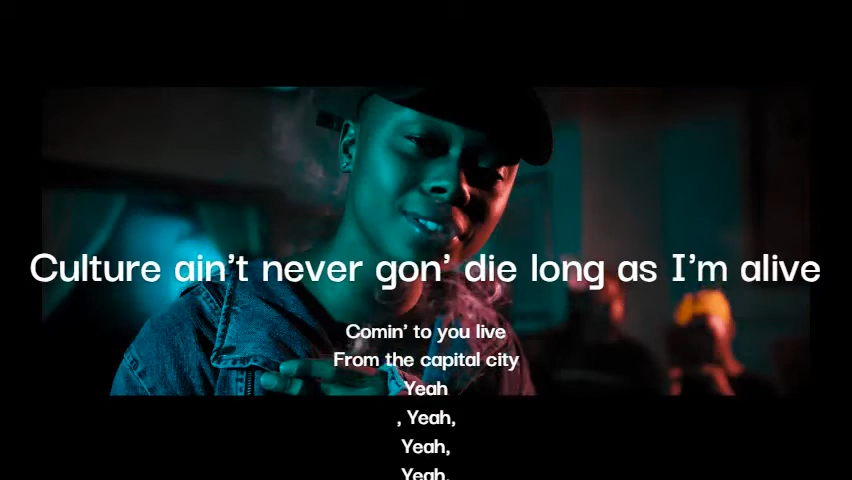 Culture ain't never gon' die long as I'm alive
Comin' to you live
From the capital city
Yeah
, Yeah,
Yeah,
Yeah,